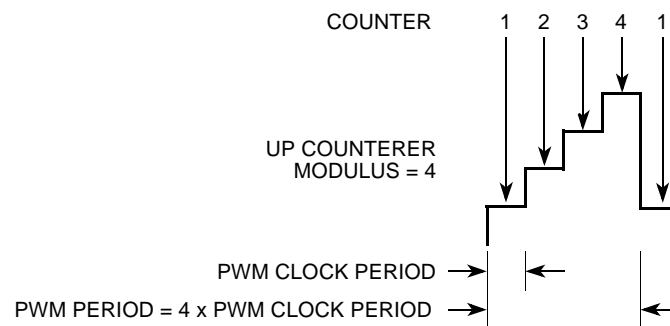 COUNTER 1 2 3 4 1
UP COUNTERER
MODULUS = 4
PWM CLOCK PERIOD
PWM PERIOD = 4 x PWM CLOCK PERIOD